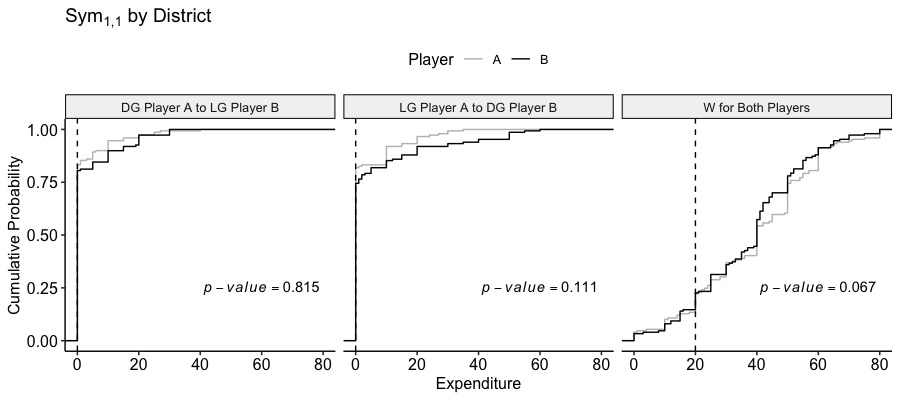 Sym1,1 by District
Player A B
DG Player A to LG Player B
LG Player A to DG Player B
W for Both Players
Cumulative Probability
1.00
0.75
0.50
0.25
0.00
p − value = 0.815
p − value = 0.111
p − value = 0.067
0 20 40 60 80
0 20 40 60 80
0 20 40 60 80
Expenditure